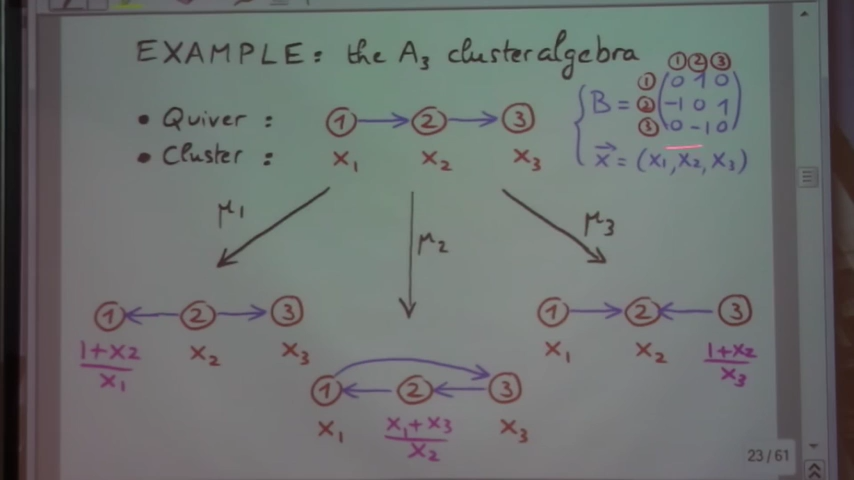 EXAMPLE: the A₃ cluster algebra
• Quiver : ① → ② → ③
• Cluster : x₁ x₂ x₃
① ② ③
① 0 1 0
B = ② -1 0 1
③ 0 -1 0
x⃗ = (x₁, x₂, x₃)
μ₁ μ₂ μ₃
① ← ② → ③
(1+x₂)/x₁ x₂ x₃
① ← ② ← ③
x₁ (x₁+x₃)/x₂ x₃
① → ② ← ③
x₁ x₂ (1+x₂)/x₃
23/61